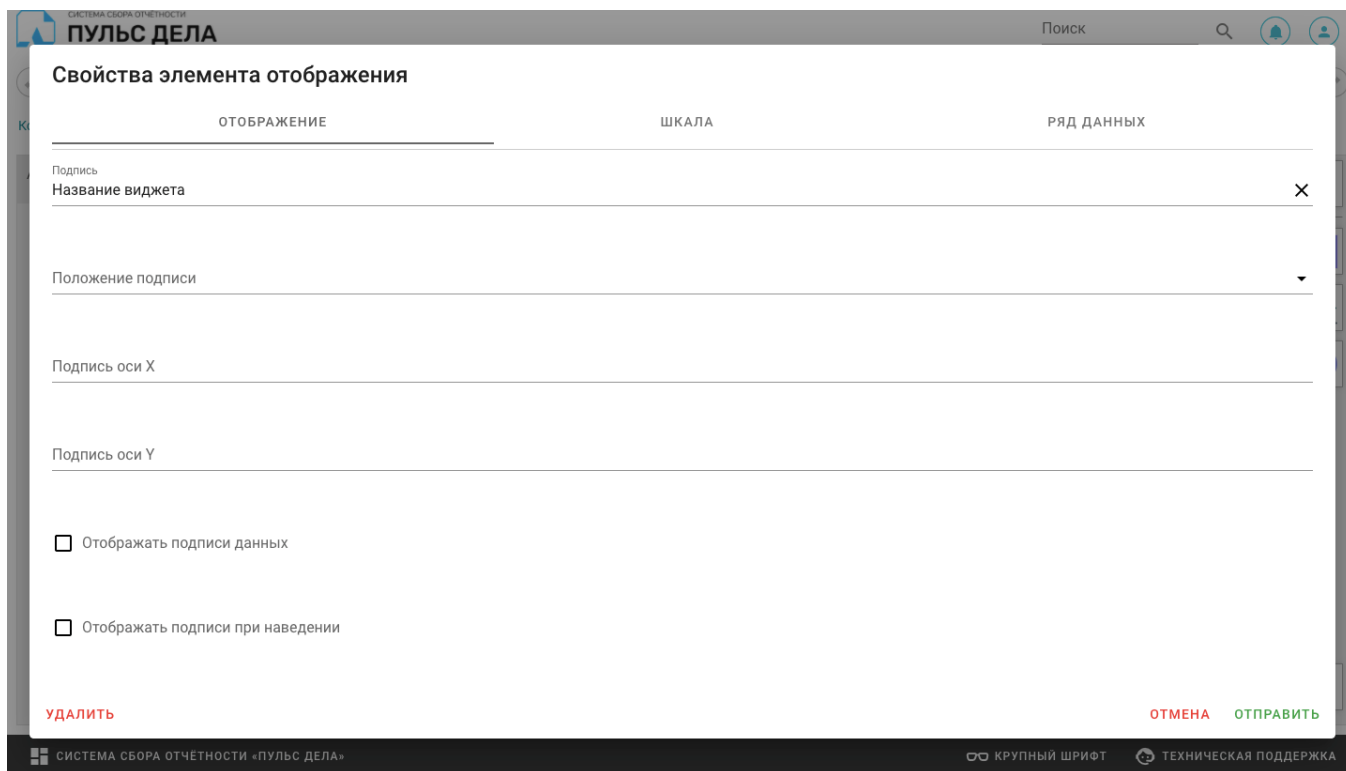 СИСТЕМА СБОРА ОТЧЁТНОСТИ
ПУЛЬС ДЕЛА
Поиск
Свойства элемента отображения
ОТОБРАЖЕНИЕ ШКАЛА РЯД ДАННЫХ
Подпись
Название виджета
Положение подписи
Подпись оси X
Подпись оси Y
Отображать подписи данных
Отображать подписи при наведении
УДАЛИТЬ ОТМЕНА ОТПРАВИТЬ
СИСТЕМА СБОРА ОТЧЁТНОСТИ «ПУЛЬС ДЕЛА» КРУПНЫЙ ШРИФТ ТЕХНИЧЕСКАЯ ПОДДЕРЖКА